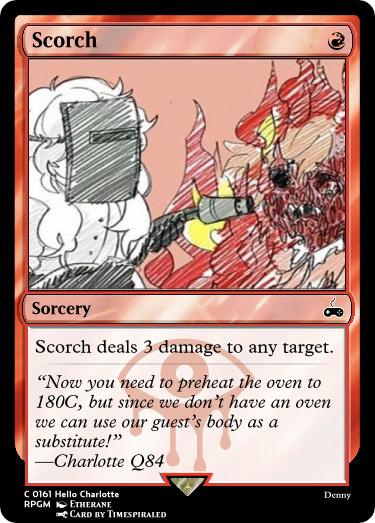 Scorch
Sorcery
Scorch deals 3 damage to any target.
“Now you need to preheat the oven to
180C, but since we don’t have an oven
we can use our guest’s body as a
substitute!”
—Charlotte Q84
C 0161 Hello Charlotte
Denny
RPGM Etherane
Card by Timespiraled